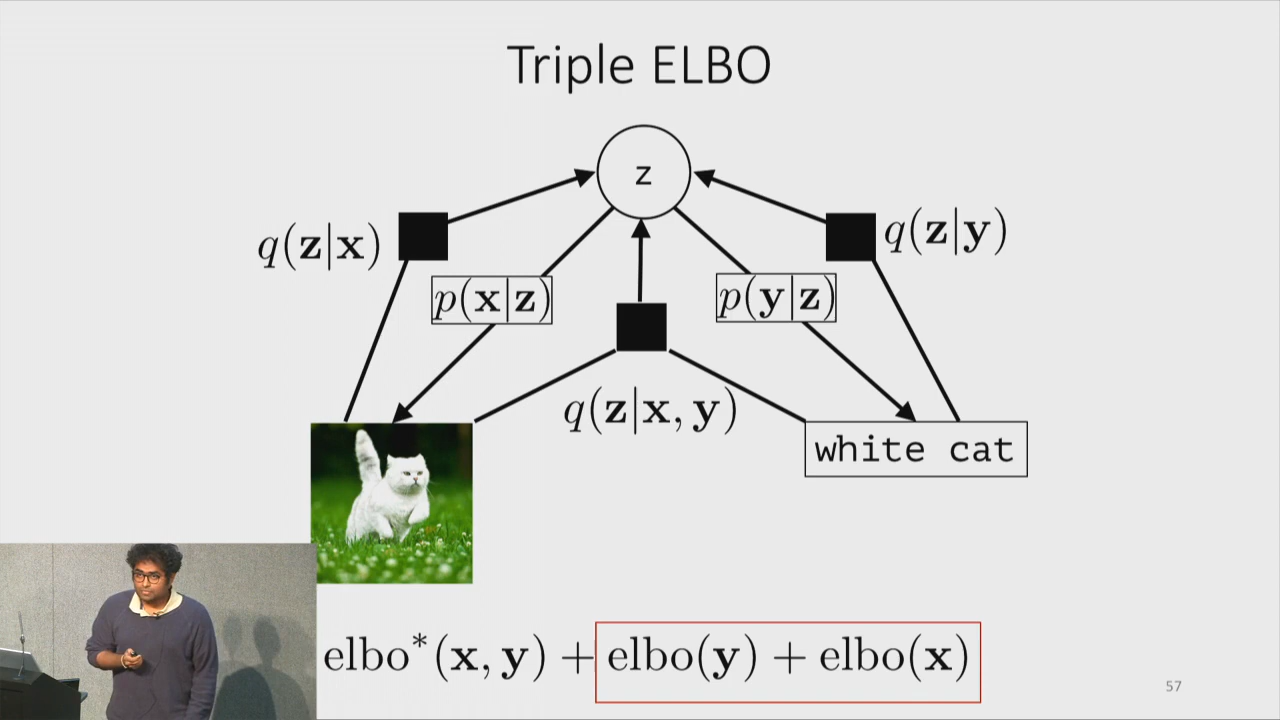 Triple ELBO
z
q(z|x)
q(z|y)
p(x|z)
p(y|z)
q(z|x, y)
white cat
elbo*(x, y) + elbo(y) + elbo(x)
57